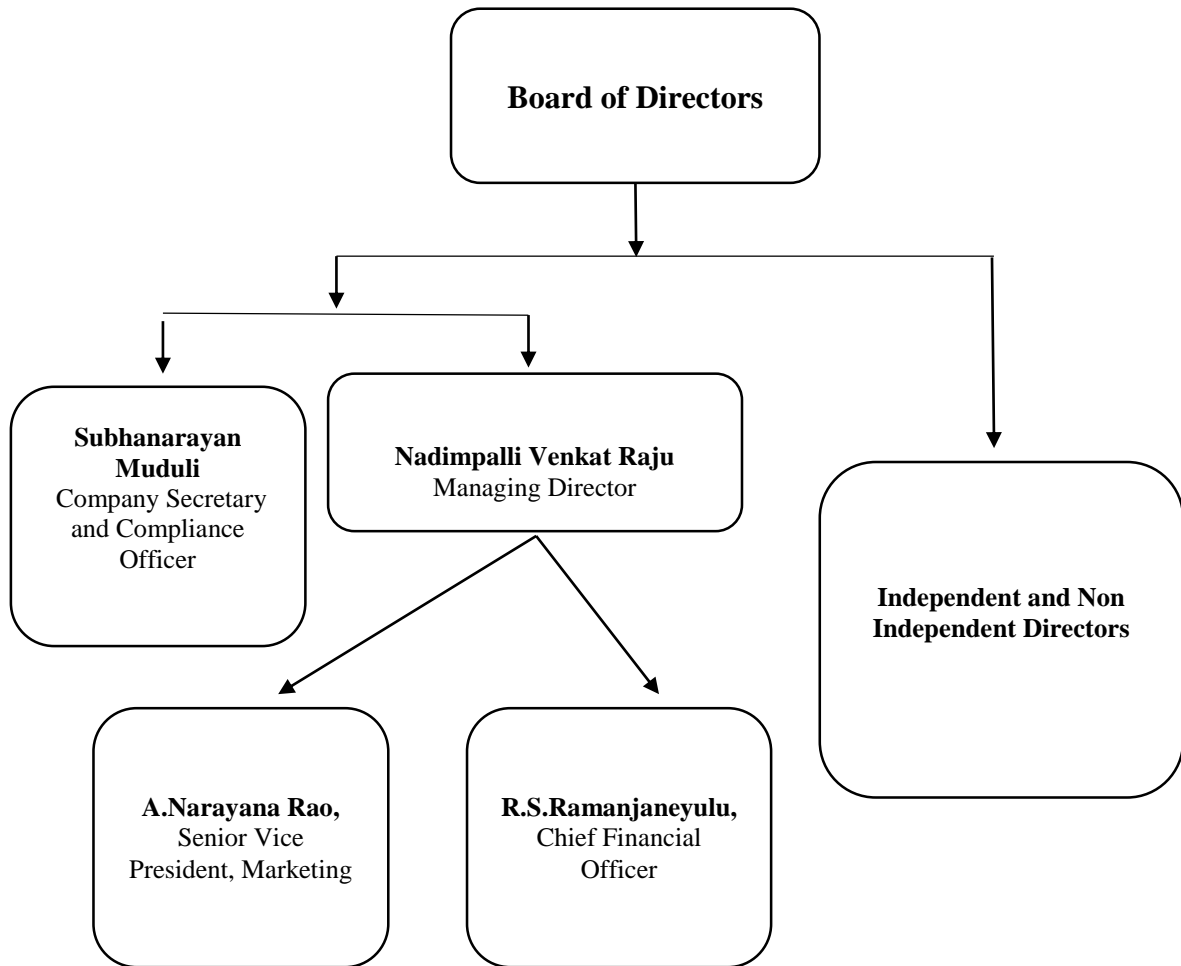 Board of Directors
Subhanarayan
Muduli
Company Secretary
and Compliance
Officer
Nadimpalli Venkat Raju
Managing Director
Independent and Non
Independent Directors
A.Narayana Rao,
Senior Vice
President, Marketing
R.S.Ramanjaneyulu,
Chief Financial
Officer